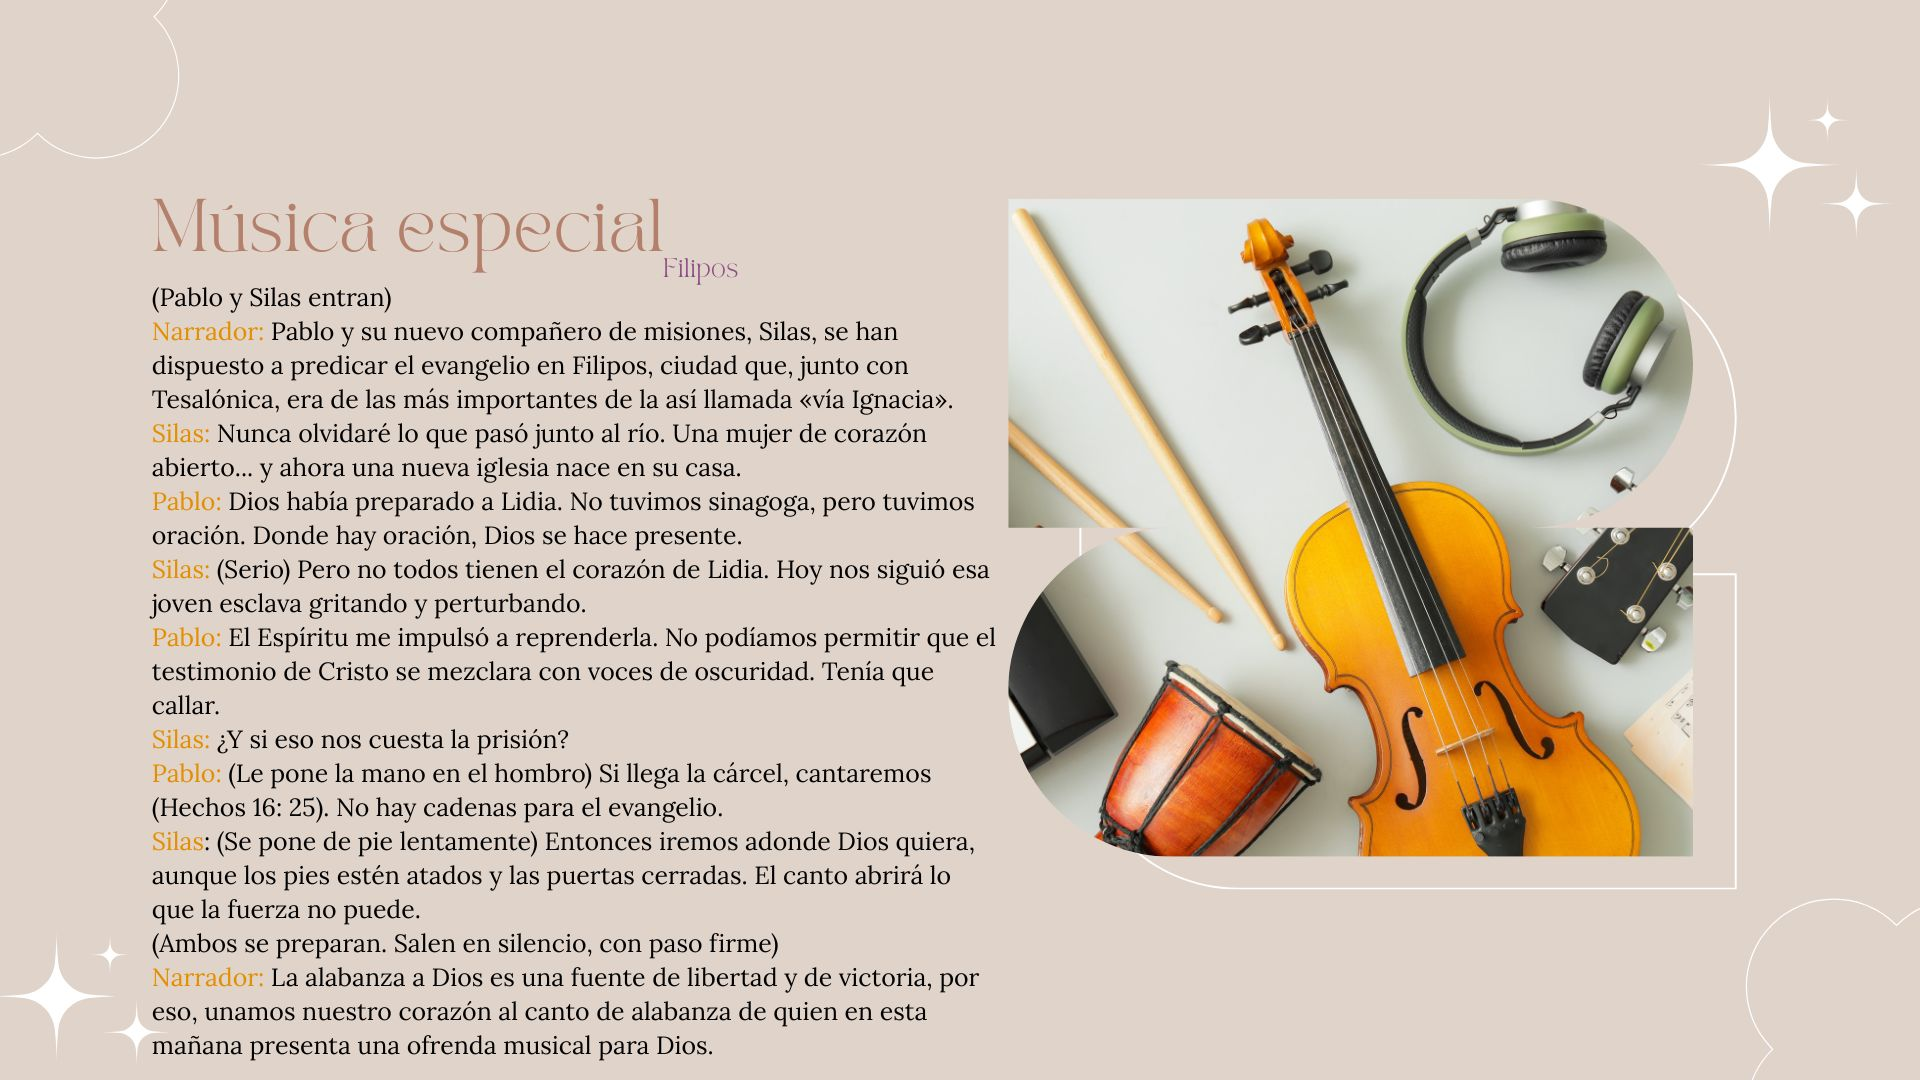 Música especial
Filipos
(Pablo y Silas entran)
Narrador: Pablo y su nuevo compañero de misiones, Silas, se han
dispuesto a predicar el evangelio en Filipos, ciudad que, junto con
Tesalónica, era de las más importantes de la así llamada «vía Ignacia».
Silas: Nunca olvidaré lo que pasó junto al río. Una mujer de corazón
abierto... y ahora una nueva iglesia nace en su casa.
Pablo: Dios había preparado a Lidia. No tuvimos sinagoga, pero tuvimos
oración. Donde hay oración, Dios se hace presente.
Silas: (Serio) Pero no todos tienen el corazón de Lidia. Hoy nos siguió esa
joven esclava gritando y perturbando.
Pablo: El Espíritu me impulsó a reprenderla. No podíamos permitir que el
testimonio de Cristo se mezclara con voces de oscuridad. Tenía que
callar.
Silas: ¿Y si eso nos cuesta la prisión?
Pablo: (Le pone la mano en el hombro) Si llega la cárcel, cantaremos
(Hechos 16: 25). No hay cadenas para el evangelio.
Silas: (Se pone de pie lentamente) Entonces iremos adonde Dios quiera,
aunque los pies estén atados y las puertas cerradas. El canto abrirá lo
que la fuerza no puede.
(Ambos se preparan. Salen en silencio, con paso firme)
Narrador: La alabanza a Dios es una fuente de libertad y de victoria, por
eso, unamos nuestro corazón al canto de alabanza de quien en esta
mañana presenta una ofrenda musical para Dios.